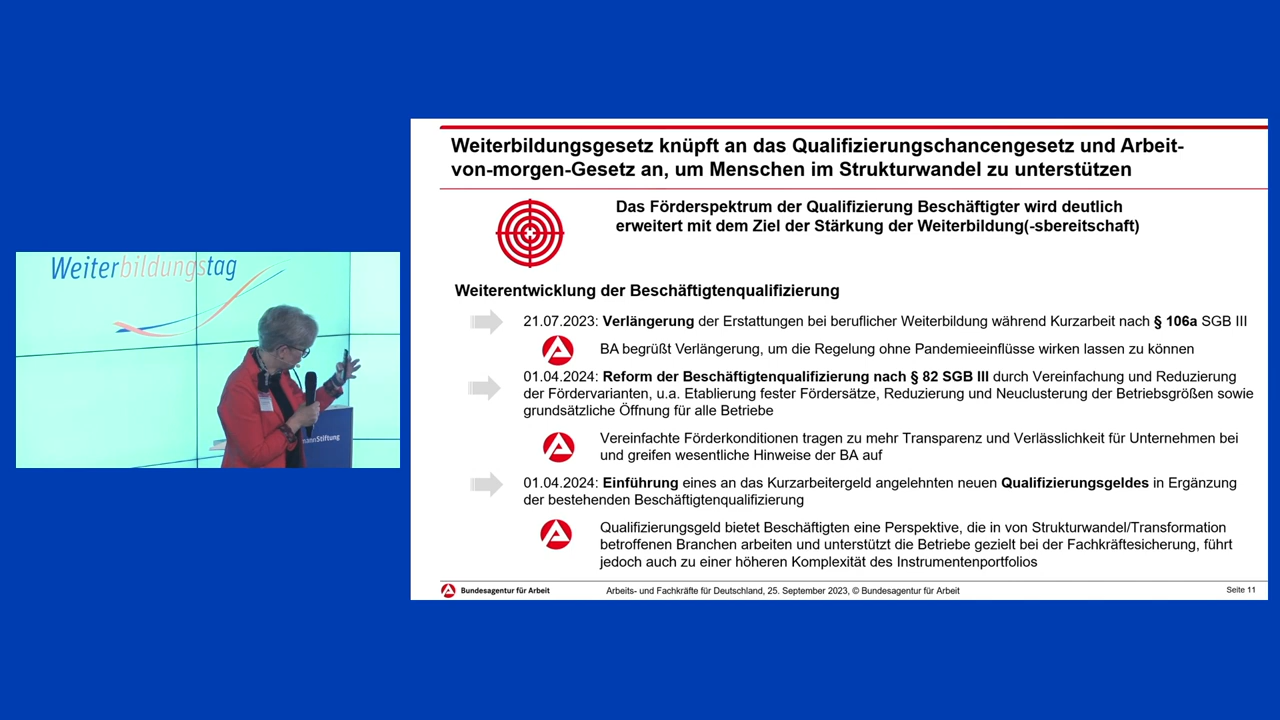 Weiterbildungstag
mannStiftung
Weiterbildungsgesetz knüpft an das Qualifizierungschancengesetz und Arbeit-
von-morgen-Gesetz an, um Menschen im Strukturwandel zu unterstützen
Das Förderspektrum der Qualifizierung Beschäftigter wird deutlich
erweitert mit dem Ziel der Stärkung der Weiterbildung(-sbereitschaft)
Weiterentwicklung der Beschäftigtenqualifizierung
21.07.2023: Verlängerung der Erstattungen bei beruflicher Weiterbildung während Kurzarbeit nach § 106a SGB III
BA begrüßt Verlängerung, um die Regelung ohne Pandemieeinflüsse wirken lassen zu können
01.04.2024: Reform der Beschäftigtenqualifizierung nach § 82 SGB III durch Vereinfachung und Reduzierung
der Fördervarianten, u.a. Etablierung fester Fördersätze, Reduzierung und Neuclusterung der Betriebsgrößen sowie
grundsätzliche Öffnung für alle Betriebe
Vereinfachte Förderkonditionen tragen zu mehr Transparenz und Verlässlichkeit für Unternehmen bei
und greifen wesentliche Hinweise der BA auf
01.04.2024: Einführung eines an das Kurzarbeitergeld angelehnten neuen Qualifizierungsgeldes in Ergänzung
der bestehenden Beschäftigtenqualifizierung
Qualifizierungsgeld bietet Beschäftigten eine Perspektive, die in von Strukturwandel/Transformation
betroffenen Branchen arbeiten und unterstützt die Betriebe gezielt bei der Fachkräftesicherung, führt
jedoch auch zu einer höheren Komplexität des Instrumentenportfolios
Bundesagentur für Arbeit
Arbeits- und Fachkräfte für Deutschland, 25. September 2023, © Bundesagentur für Arbeit
Seite 11